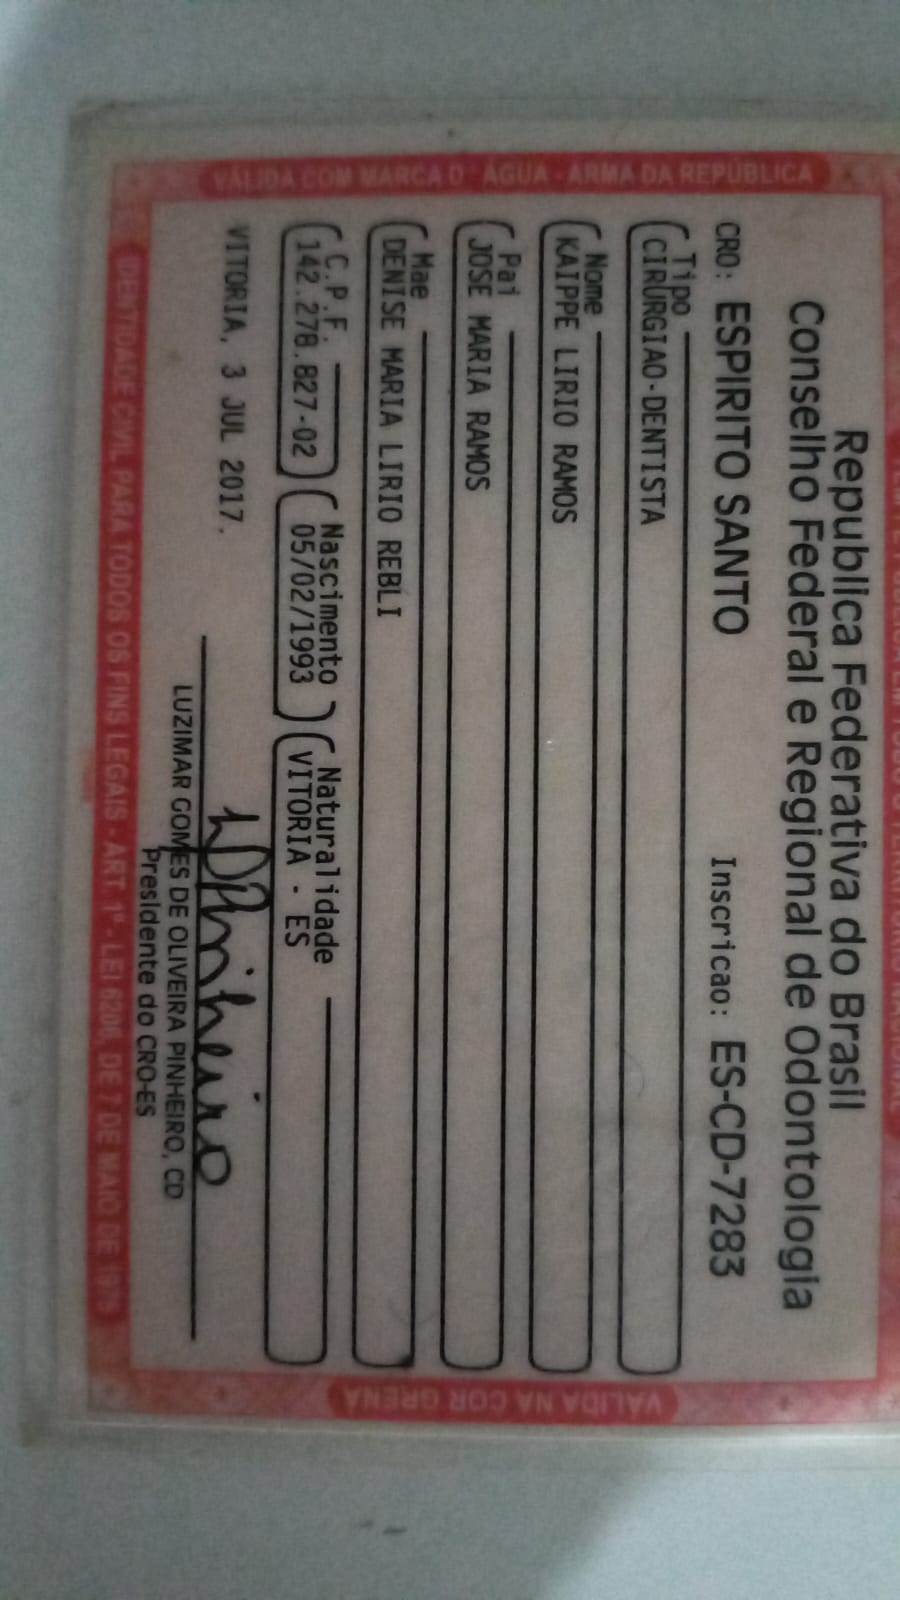 Republica Federativa do Brasil
Conselho Federal e Regional de Odontologia
CRO: ESPIRITO SANTO Inscricao: ES-CD-7283
Tipo
CIRURGIAO-DENTISTA
Nome
KAIPPE LIRIO RAMOS
Pai
JOSE MARIA RAMOS
Mae
DENISE MARIA LIRIO REBLI
C.P.F. Nascimento Naturalidade
142.278.827-02 05/02/1993 VITORIA - ES
VITORIA, 3 JUL 2017.
LDPinheiro
LUZIMAR GOMES DE OLIVEIRA PINHEIRO, CD
Presidente do CRO-ES
VÁLIDA COM MARCA D'ÁGUA - ARMA DA REPÚBLICA
VÁLIDA NA COR GRENÁ
IDENTIDADE CIVIL PARA TODOS OS FINS LEGAIS - ART. 1º - LEI 6206, DE 7 DE MAIO DE 1975